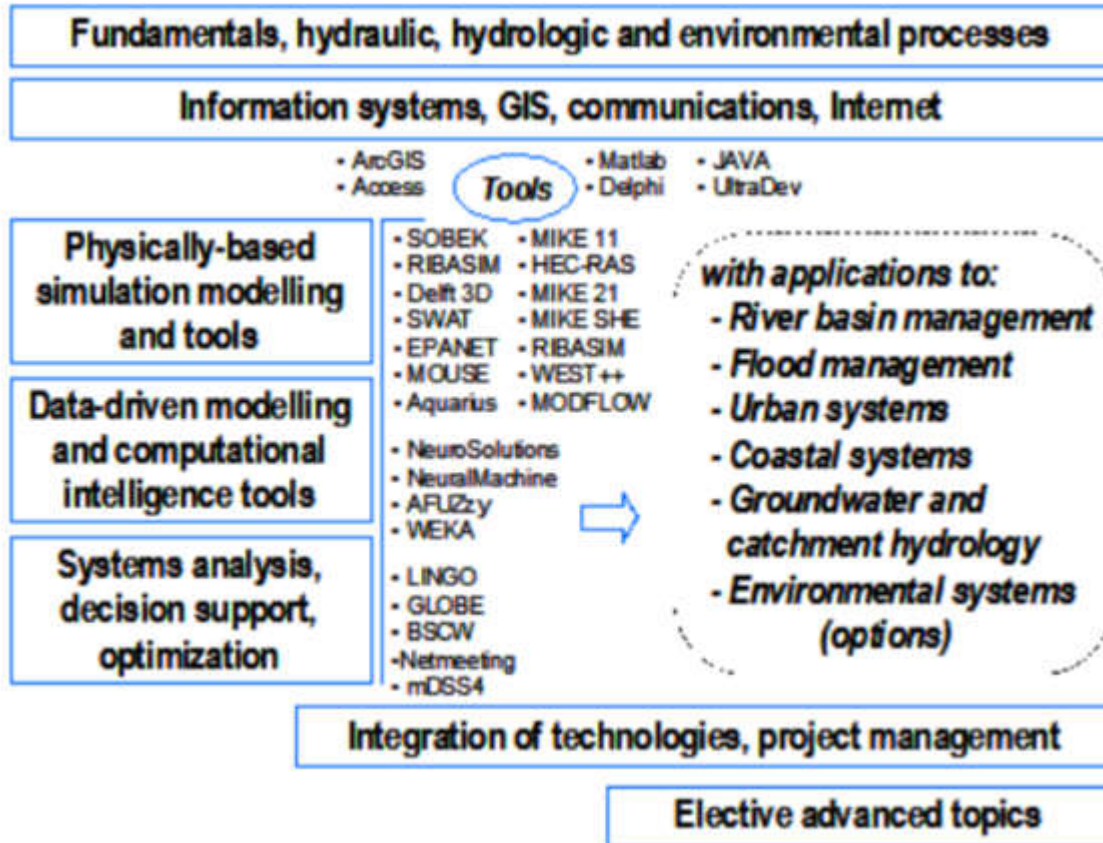 Fundamentals, hydraulic, hydrologic and environmental processes
Information systems, GIS, communications, Internet
- ArcGIS
- Access
Tools
- Matlab
- Delphi
- JAVA
- UltraDev
Physically-based
simulation modelling
and tools
Data-driven modelling
and computational
intelligence tools
Systems analysis,
decision support,
optimization
- SOBEK
- RIBASIM
- Delft 3D
- SWAT
- EPANET
- MOUSE
- Aquarius
- MIKE 11
- HEC-RAS
- MIKE 21
- MIKE SHE
- RIBASIM
- WEST++
- MODFLOW
- NeuroSolutions
- NeuralMachine
- AFUZzy
- WEKA
- LINGO
- GLOBE
- BSCW
-Netmeeting
- mDSS4
with applications to:
- River basin management
- Flood management
- Urban systems
- Coastal systems
- Groundwater and
catchment hydrology
- Environmental systems
(options)
Integration of technologies, project management
Elective advanced topics